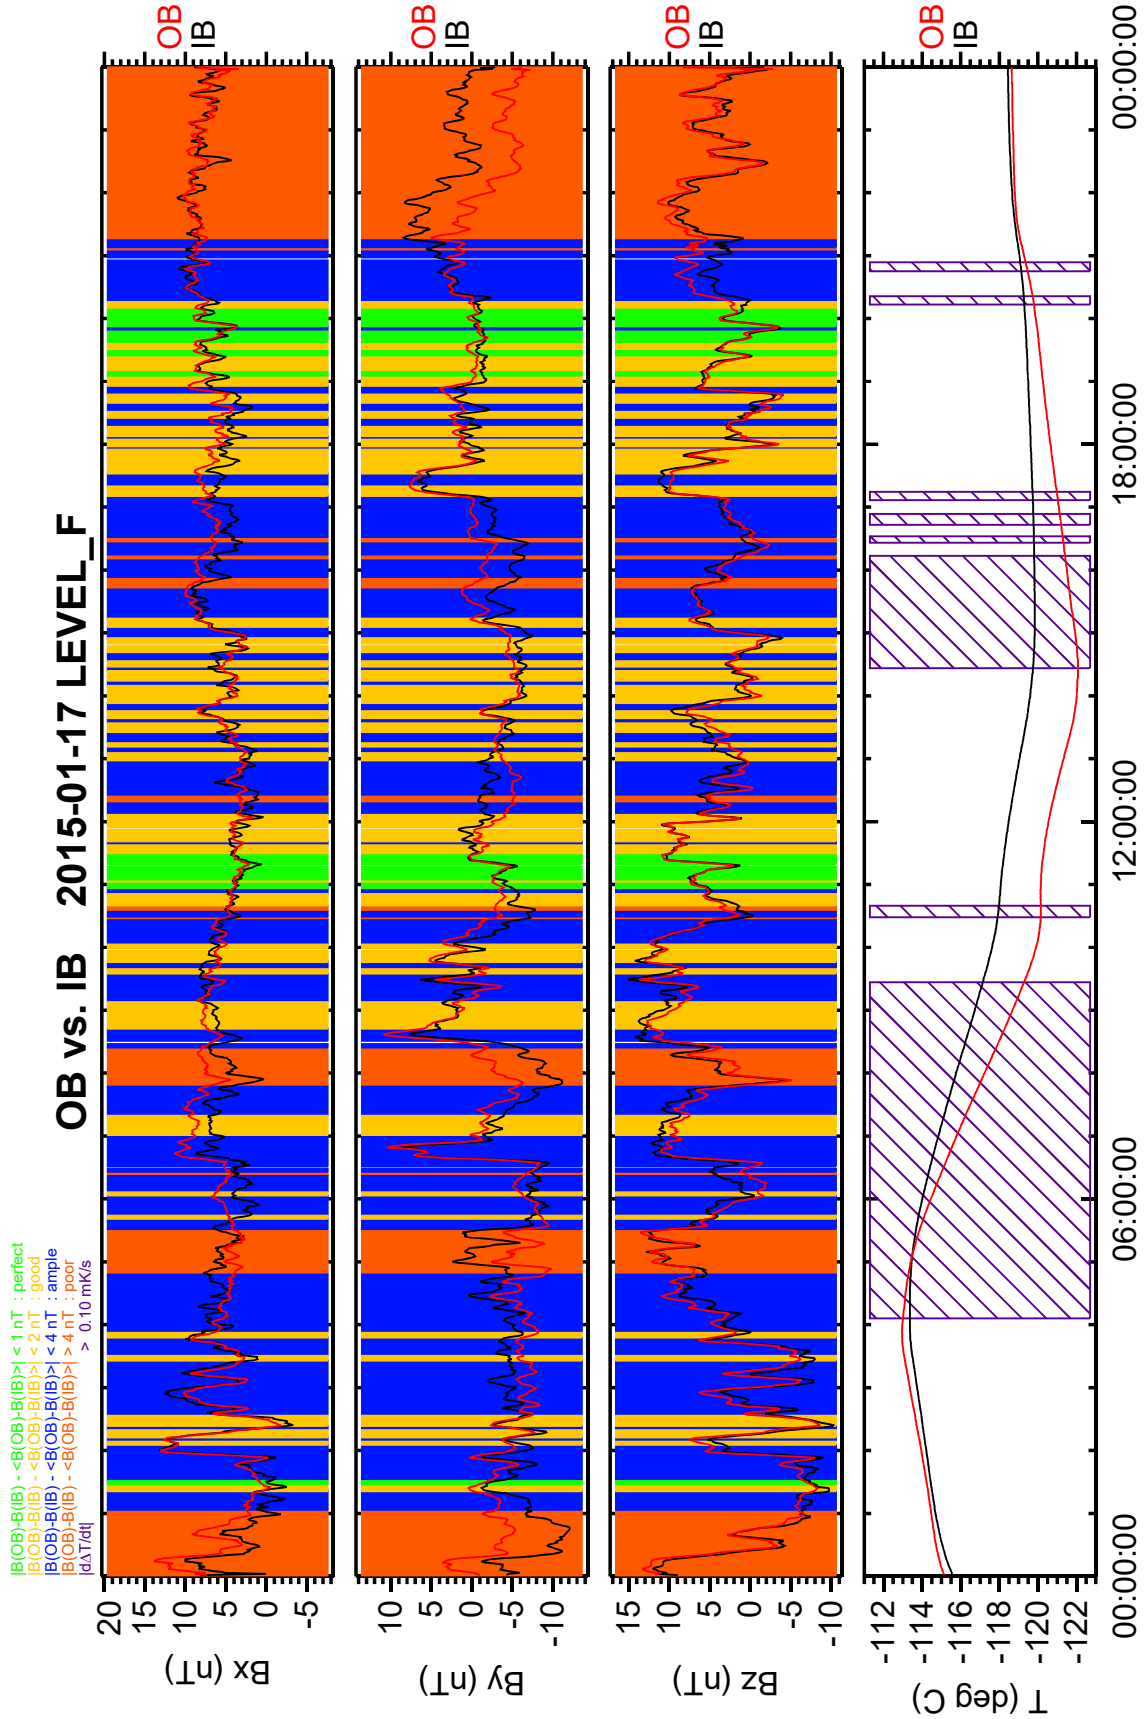 OB vs. IB 2015-01-17 LEVEL_F
|B(OB)-B(IB) - <B(OB)-B(IB)>| < 1 nT : perfect
|B(OB)-B(IB) - <B(OB)-B(IB)>| < 2 nT : good
|B(OB)-B(IB) - <B(OB)-B(IB)>| < 4 nT : ample
|B(OB)-B(IB) - <B(OB)-B(IB)>| > 4 nT : poor
|dΔT/dt| > 0.10 mK/s
Bx (nT)
20
15
10
5
0
-5
OB
IB
By (nT)
10
5
0
-5
-10
OB
IB
Bz (nT)
15
10
5
0
-5
-10
OB
IB
T (deg C)
-112
-114
-116
-118
-120
-122
OB
IB
00:00:00
06:00:00
12:00:00
18:00:00
00:00:00